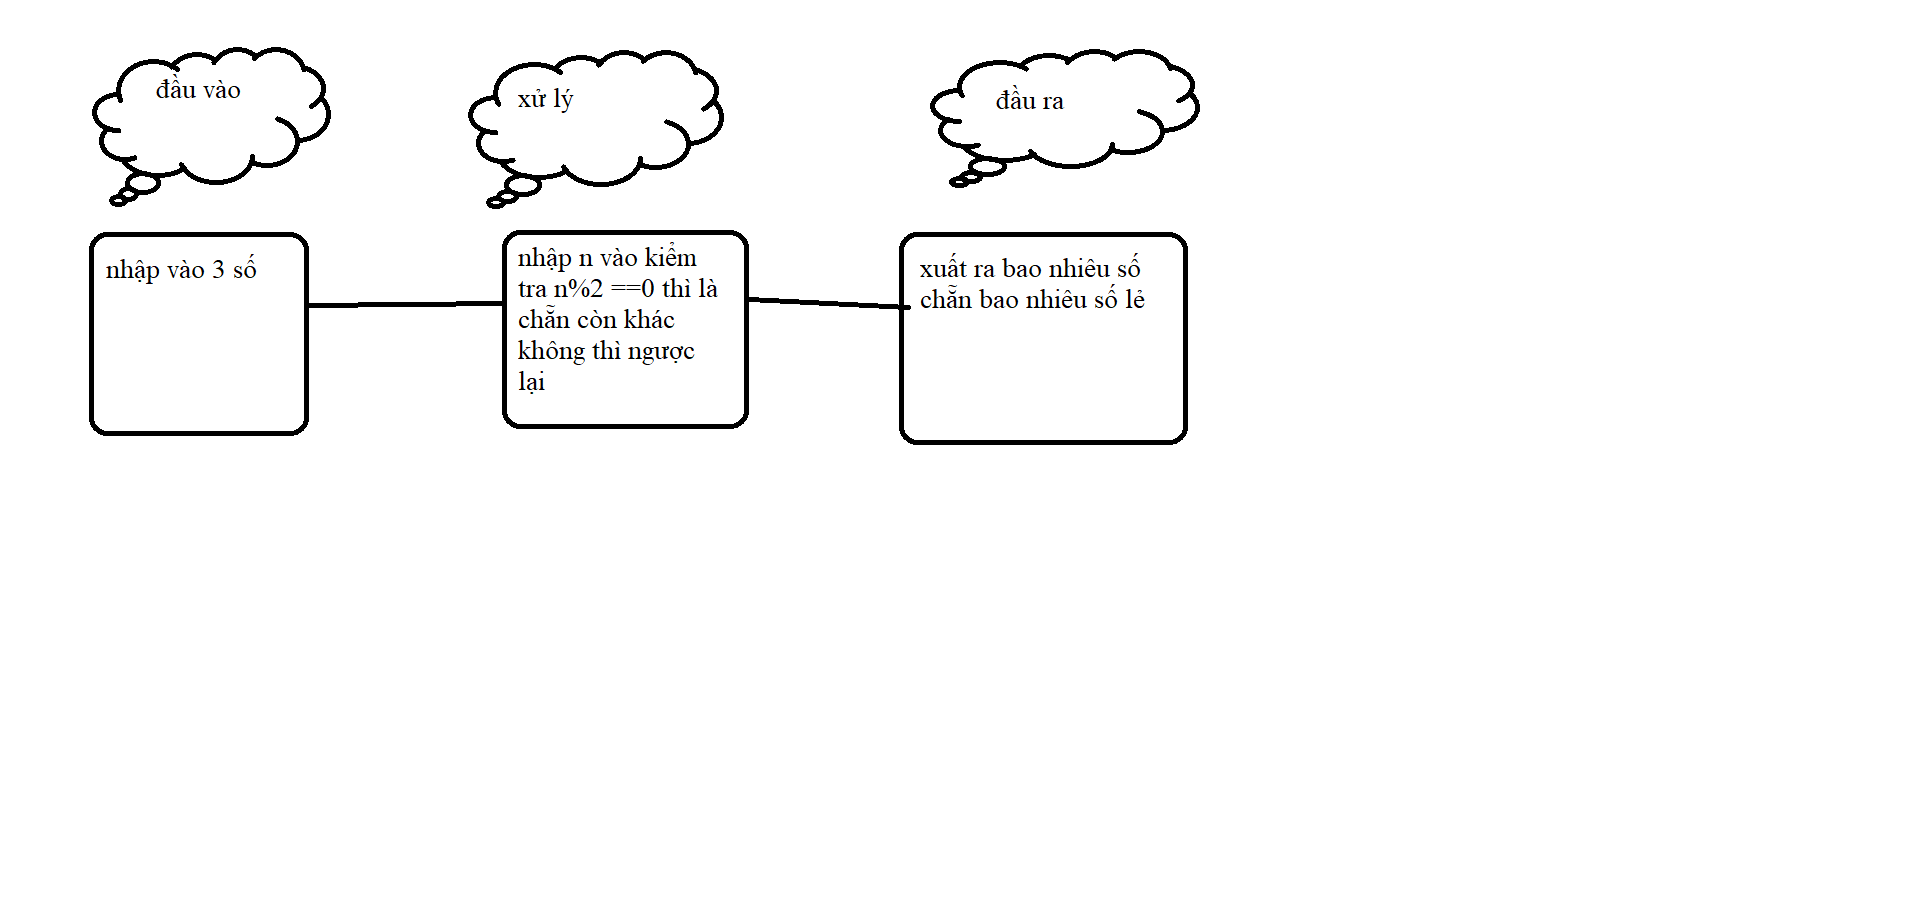 đầu vào
xử lý
đầu ra
nhập vào 3 số
nhập n vào kiểm
tra n%2 ==0 thì là
chẵn còn khác
không thì ngược
lại
xuất ra bao nhiêu số
chẵn bao nhiêu số lẻ